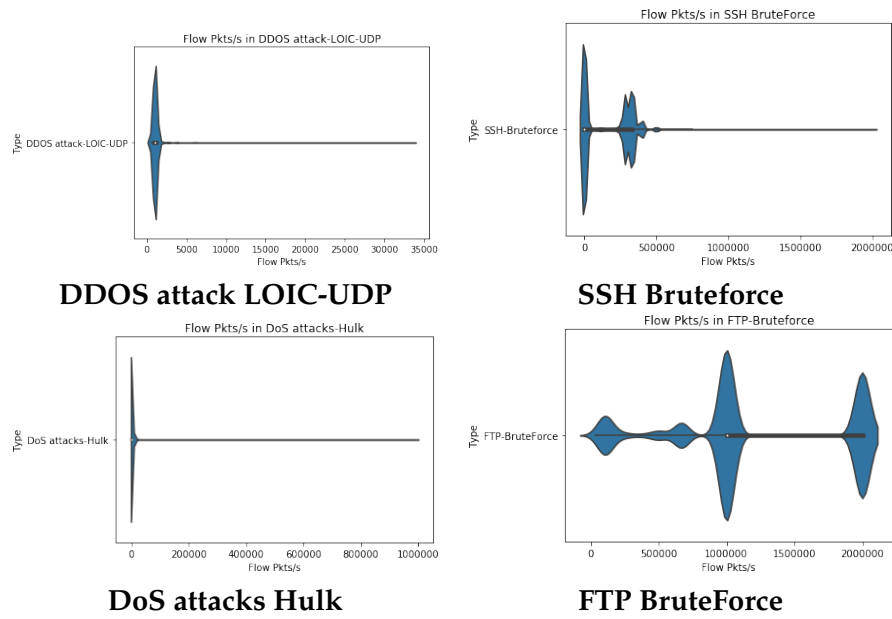 Flow Pkts/s in DDOS attack-LOIC-UDP
Type
DDOS attack-LOIC-UDP
0 5000 10000 15000 20000 25000 30000 35000
Flow Pkts/s
DDOS attack LOIC-UDP
Flow Pkts/s in SSH BruteForce
Type
SSH-Bruteforce
0 500000 1000000 1500000 2000000
Flow Pkts/s
SSH Bruteforce
Flow Pkts/s in DoS attacks-Hulk
Type
DoS attacks-Hulk
0 200000 400000 600000 800000 1000000
Flow Pkts/s
DoS attacks Hulk
Flow Pkts/s in FTP-Bruteforce
Type
FTP-BruteForce
0 500000 1000000 1500000 2000000
Flow Pkts/s
FTP BruteForce